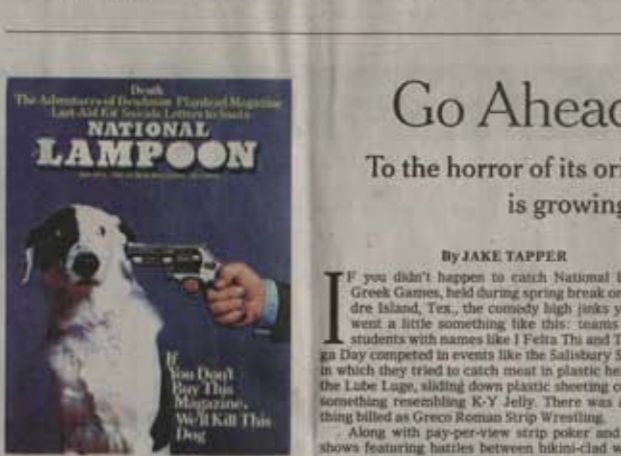 Death
The Adventures of Deadman Playdead Magazine
Last-Aid Kit Suicide Letters to Santa
NATIONAL
LAMPOON
If
You Don't
Buy This
Magazine,
We'll Kill This
Dog
Go Ahead
To the horror of its ori
is growing
By JAKE TAPPER
IF you didn't happen to catch National L
Greek Games, held during spring break on
dre Island, Tex., the comedy high jinks y
went a little something like this: teams
students with names like I Felta Thi and T
ga Day competed in events like the Salisbury S
in which they tried to catch meat in plastic he
the Lube Luge, sliding down plastic sheeting c
something resembling K-Y Jelly. There was a
thing billed as Greco Roman Strip Wrestling.
Along with pay-per-view strip poker and
shows featuring battles between bikini-clad w